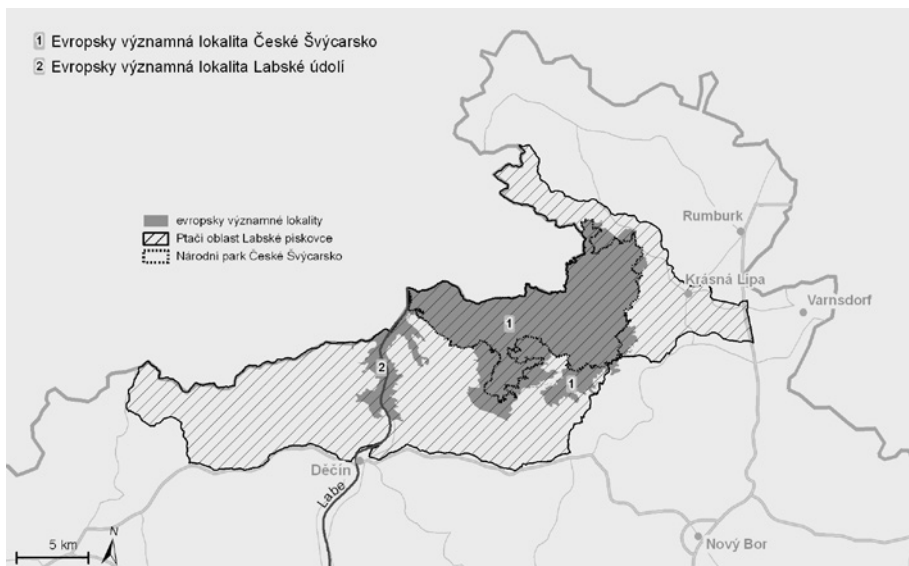 1 Evropsky významná lokalita České Švýcarsko
2 Evropsky významná lokalita Labské údolí
evropsky významné lokality
Ptačí oblast Labské pískovce
Národní park České Švýcarsko
Rumburk
Krásná Lípa
Varnsdorf
1
2
1
Děčín
Labe
Nový Bor
5 km
N